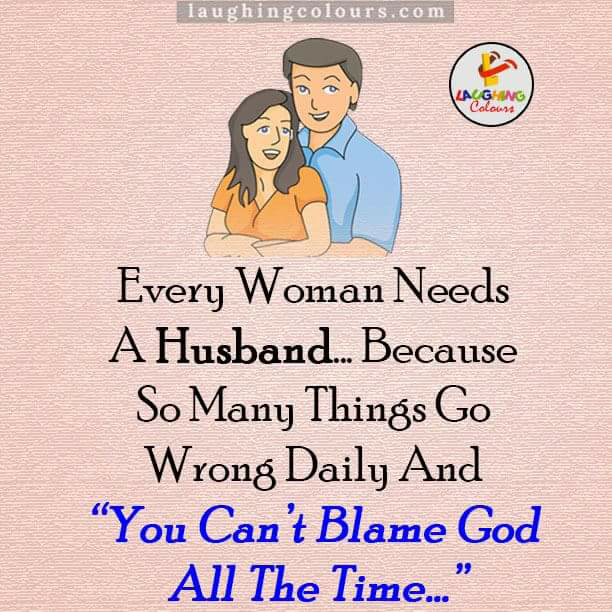 laughingcolours.com
LAUGHING
Colours
Every Woman Needs
A Husband... Because
So Many Things Go
Wrong Daily And
“You Can’t Blame God
All The Time...”